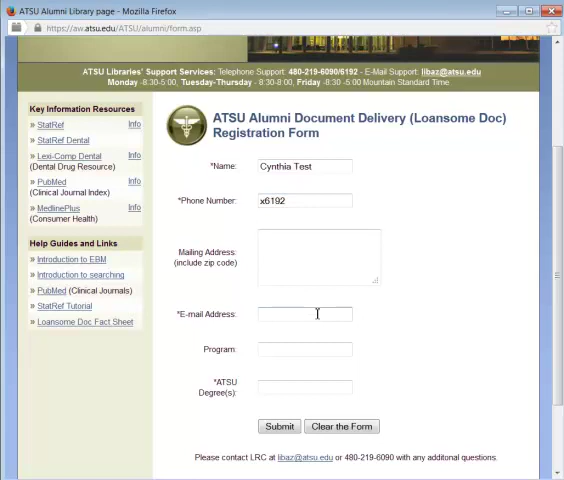 ATSU Alumni Library page - Mozilla Firefox
https://aw.atsu.edu/ATSU/alumni/form.asp
ATSU Libraries' Support Services: Telephone Support: 480-219-6090/6192 - E-Mail Support: libaz@atsu.edu
Monday -8:30-5:00, Tuesday-Thursday - 8:30-8:00, Friday -8:30 -5:00 Mountain Standard Time
Key Information Resources
» StatRef Info
» StatRef Dental
» Lexi-Comp Dental Info
(Dental Drug Resource)
» PubMed Info
(Clinical Journal Index)
» MedlinePlus Info
(Consumer Health)
Help Guides and Links
» Introduction to EBM
» Introduction to searching
» PubMed (Clinical Journals)
» StatRef Tutorial
» Loansome Doc Fact Sheet
ATSU Alumni Document Delivery (Loansome Doc)
Registration Form
*Name: Cynthia Test
*Phone Number: x6192
Mailing Address:
(include zip code)
*E-mail Address:
Program:
*ATSU
Degree(s):
Submit Clear the Form
Please contact LRC at libaz@atsu.edu or 480-219-6090 with any additonal questions.